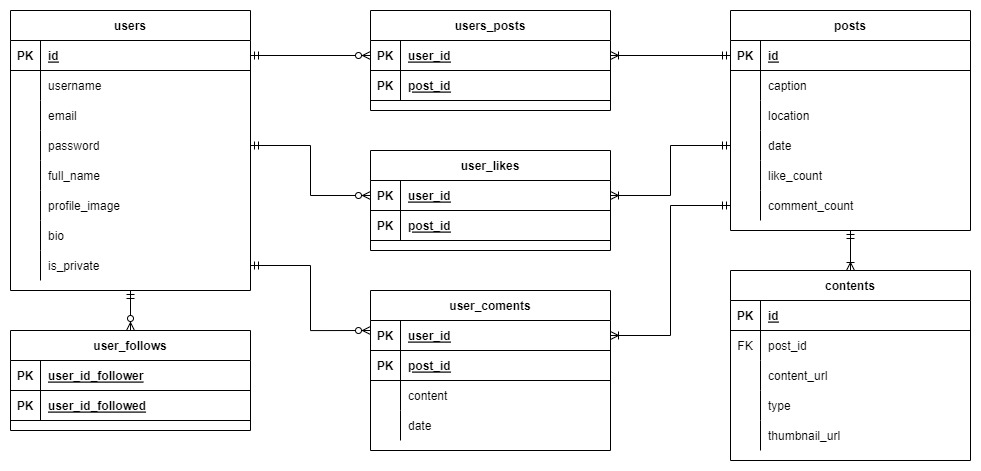 users
PK id
username
email
password
full_name
profile_image
bio
is_private
user_follows
PK user_id_follower
PK user_id_followed
users_posts
PK user_id
PK post_id
user_likes
PK user_id
PK post_id
user_coments
PK user_id
PK post_id
content
date
posts
PK id
caption
location
date
like_count
comment_count
contents
PK id
FK post_id
content_url
type
thumbnail_url